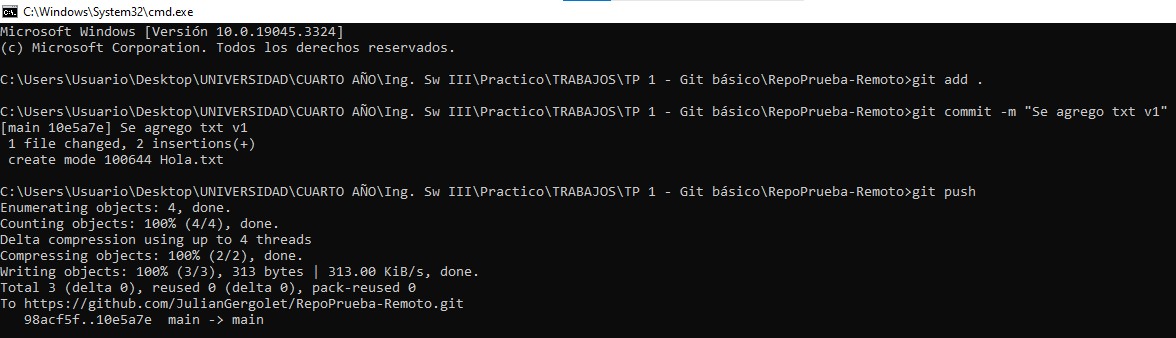 C:\Windows\System32\cmd.exe
Microsoft Windows [Versión 10.0.19045.3324]
(c) Microsoft Corporation. Todos los derechos reservados.
C:\Users\Usuario\Desktop\UNIVERSIDAD\CUARTO AÑO\Ing. Sw III\Practico\TRABAJOS\TP 1 - Git básico\RepoPrueba-Remoto>git add .
C:\Users\Usuario\Desktop\UNIVERSIDAD\CUARTO AÑO\Ing. Sw III\Practico\TRABAJOS\TP 1 - Git básico\RepoPrueba-Remoto>git commit -m "Se agrego txt v1"
[main 10e5a7e] Se agrego txt v1
 1 file changed, 2 insertions(+)
 create mode 100644 Hola.txt
C:\Users\Usuario\Desktop\UNIVERSIDAD\CUARTO AÑO\Ing. Sw III\Practico\TRABAJOS\TP 1 - Git básico\RepoPrueba-Remoto>git push
Enumerating objects: 4, done.
Counting objects: 100% (4/4), done.
Delta compression using up to 4 threads
Compressing objects: 100% (2/2), done.
Writing objects: 100% (3/3), 313 bytes | 313.00 KiB/s, done.
Total 3 (delta 0), reused 0 (delta 0), pack-reused 0
To https://github.com/JulianGergolet/RepoPrueba-Remoto.git
   98acf5f..10e5a7e  main -> main